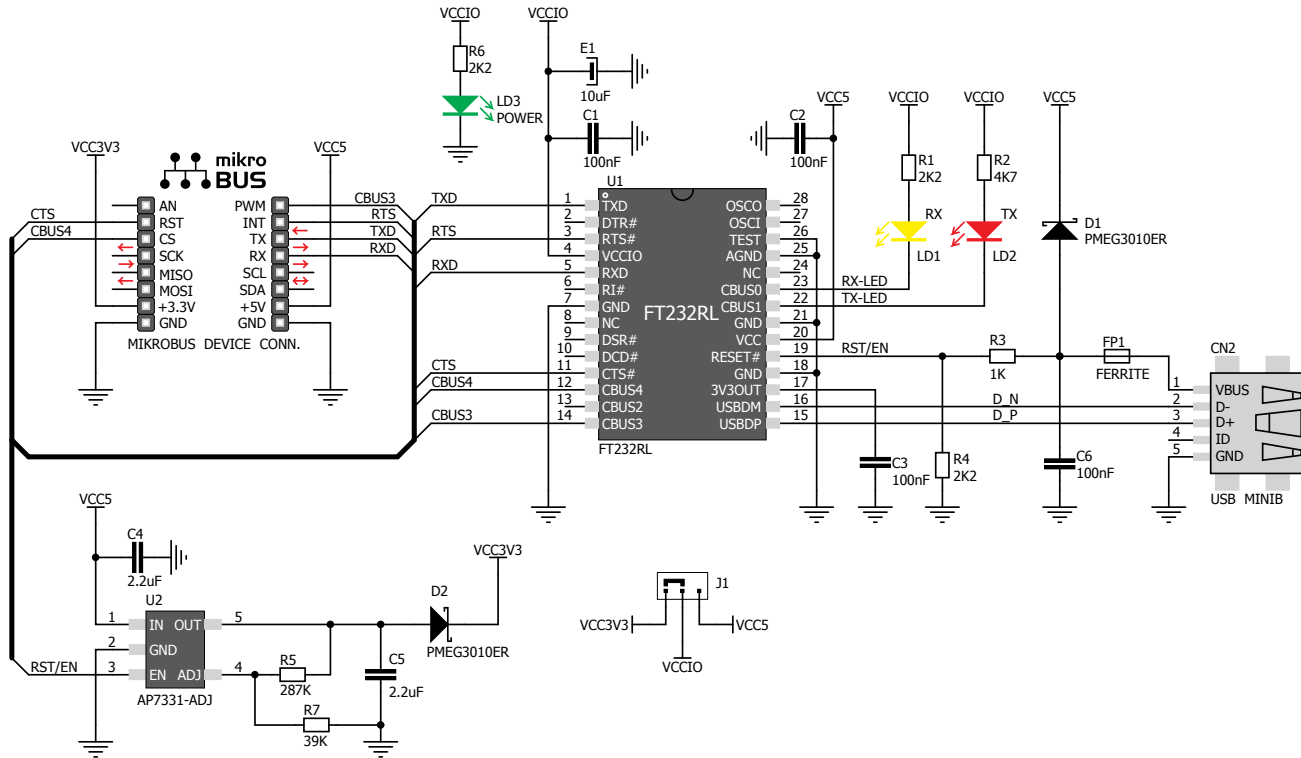 VCCIO
VCCIO
R6
2K2
LD3
POWER
E1
10uF
C1
100nF
VCC5
C2
100nF
VCCIO
R1
2K2
RX
LD1
VCCIO
R2
4K7
TX
LD2
VCC5
D1
PMEG3010ER
VCC3V3
mikro
BUS
VCC5
CTS
CBUS4
AN
RST
CS
SCK
MISO
MOSI
+3.3V
GND
PWM
INT
TX
RX
SCL
SDA
+5V
GND
CBUS3
RTS
TXD
RXD
MIKROBUS DEVICE CONN.
TXD
RTS
RXD
CTS
CBUS4
CBUS3
U1
1 TXD
2 DTR#
3 RTS#
4 VCCIO
5 RXD
6 RI#
7 GND
8 NC
9 DSR#
10 DCD#
11 CTS#
12 CBUS4
13 CBUS2
14 CBUS3
FT232RL
OSCO 28
OSCI 27
TEST 26
AGND 25
NC 24
CBUS0 23
CBUS1 22
GND 21
VCC 20
RESET# 19
GND 18
3V3OUT 17
USBDM 16
USBDP 15
FT232RL
RX-LED
TX-LED
RST/EN
D_N
D_P
R3
1K
FP1
FERRITE
C3
100nF
R4
2K2
C6
100nF
CN2
1 VBUS
2 D-
3 D+
4 ID
5 GND
USB MINIB
VCC5
C4
2.2uF
U2
1 IN OUT 5
2 GND
3 EN ADJ 4
AP7331-ADJ
RST/EN
R5
287K
R7
39K
C5
2.2uF
D2
PMEG3010ER
VCC3V3
J1
VCC3V3
VCC5
VCCIO